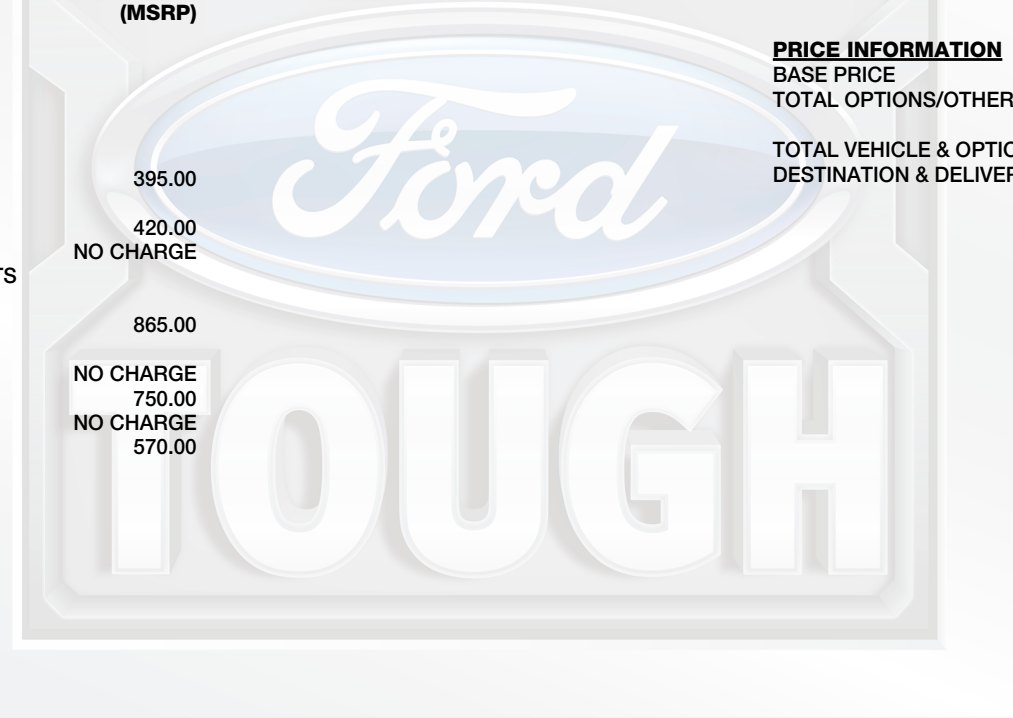 (MSRP)
395.00
420.00
NO CHARGE
TS
865.00
NO CHARGE
750.00
NO CHARGE
570.00
PRICE INFORMATION
BASE PRICE
TOTAL OPTIONS/OTHER
TOTAL VEHICLE & OPTIO
DESTINATION & DELIVER
Ford
TOUGH